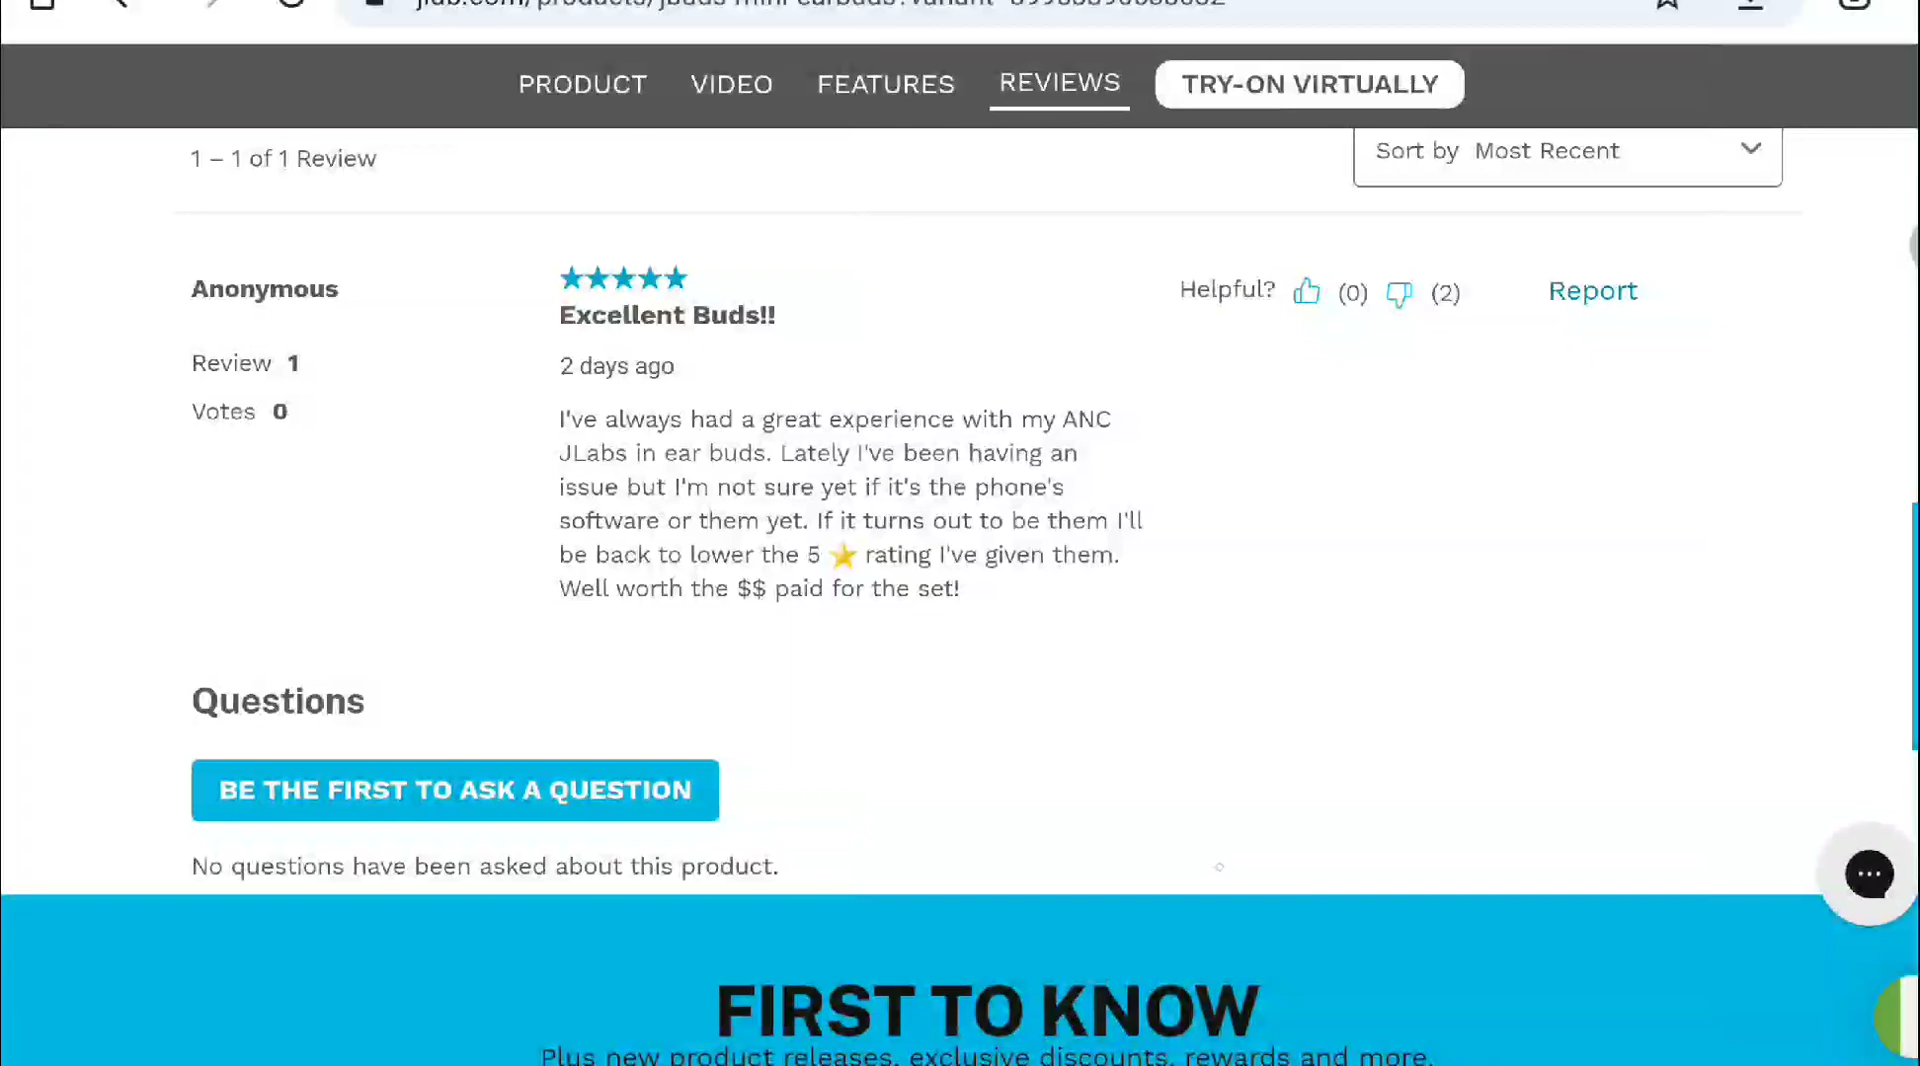 PRODUCT VIDEO FEATURES REVIEWS TRY-ON VIRTUALLY
1 – 1 of 1 Review
Sort by Most Recent
Anonymous
Review 1
Votes 0
★★★★★
Excellent Buds!!
2 days ago
I've always had a great experience with my ANC
JLabs in ear buds. Lately I've been having an
issue but I'm not sure yet if it's the phone's
software or them yet. If it turns out to be them I'll
be back to lower the 5 ⭐ rating I've given them.
Well worth the $$ paid for the set!
Helpful? (0) (2) Report
Questions
BE THE FIRST TO ASK A QUESTION
No questions have been asked about this product.
FIRST TO KNOW
Plus new product releases, exclusive discounts, rewards and more.